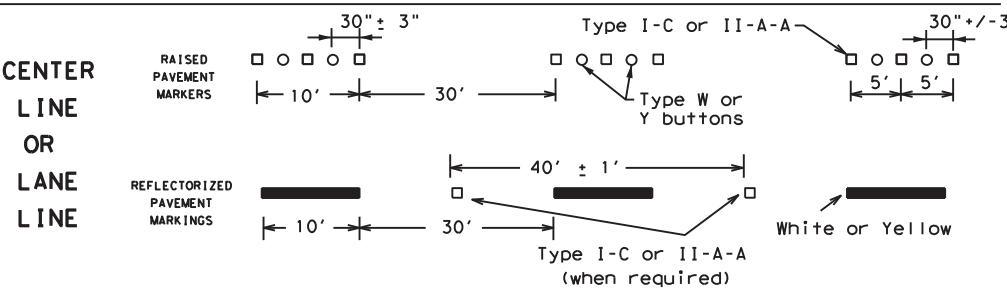 30" ± 3"
Type I-C or II-A-A
30"+/-3
CENTER
LINE
OR
LANE
LINE
RAISED
PAVEMENT
MARKERS
10'
30'
Type W or
Y buttons
5'
5'
40' ± 1'
REFLECTORIZED
PAVEMENT
MARKINGS
10'
30'
Type I-C or II-A-A
(when required)
White or Yellow